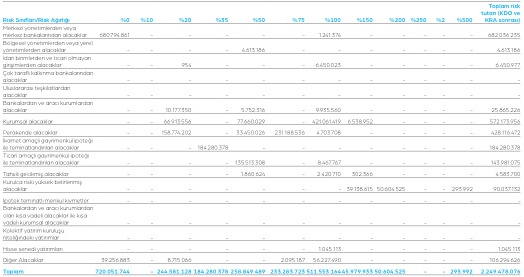 Toplam risk
tutarı (KDO ve
Risk Sınıfları/Risk Ağırlığı %0 %10 %20 %35 %50 %75 %100 %150 %200 %250 %2 %500 KRA sonrası)
Merkezi yönetimlerden veya
merkez bankalarından alacaklar 680.794.861 - - - - - 1.241.374 - - - - - 682.036.235
Bölgesel yönetimlerden veya yerel
yönetimlerden alacaklar - - - - 4.613.186 - - - - - - - 4.613.186
İdari birimlerden ve ticari olmayan
girişimlerden alacaklar - - 954 - - - 6.450.023 - - - - - 6.450.977
Çok taraflı kalkınma bankalarından
alacaklar - - - - - - - - - - - - -
Uluslararası teşkilatlardan
alacaklar - - - - - - - - - - - - -
Bankalardan ve aracı kurumlardan
alacaklar - - 10.177.350 - 5.752.316 - 9.935.560 - - - - - 25.865.226
Kurumsal alacaklar - - 66.913.556 - 77.660.029 - 421.061.419 6.538.952 - - - - 572.173.956
Perakende alacaklar - - 158.774.202 - 33.450.026 231.188.536 4.703.708 - - - - - 428.116.472
İkamet amaçlı gayrimenkul ipoteği
ile teminatlandırılan alacaklar - - - 184.280.378 - - - - - - - - 184.280.378
Ticari amaçlı gayrimenkul ipoteği
ile teminatlandırılan alacaklar - - - - 135.513.308 - 8.467.767 - - - - - 143.981.075
Tahsili gecikmiş alacaklar - - - - 1.860.624 - 2.420.710 302.366 - - - - 4.583.700
Kurulca riski yüksek belirlenmiş
alacaklar - - - - - - - 39.138.615 50.604.525 - - 293.992 90.037.132
İpotek teminatlı menkul kıymetler - - - - - - - - - - - - -
Bankalardan ve aracı kurumlardan
olan kısa vadeli alacaklar ile kısa
vadeli kurumsal alacaklar - - - - - - - - - - - - -
Kolektif yatırım kuruluşu
niteliğindeki yatırımlar - - - - - - - - - - - - -
Hisse senedi yatırımları - - - - - - 1.045.113 - - - - - 1.045.113
Diğer Alacaklar 39.256.883 - 8.715.066 - - 2.095.187 56.227.490 - - - - - 106.294.626
Toplam 720.051.744 - 244.581.128 184.280.378 258.849.489 233.283.723 511.553.164 45.979.933 50.604.525 - - 293.992 2.249.478.076